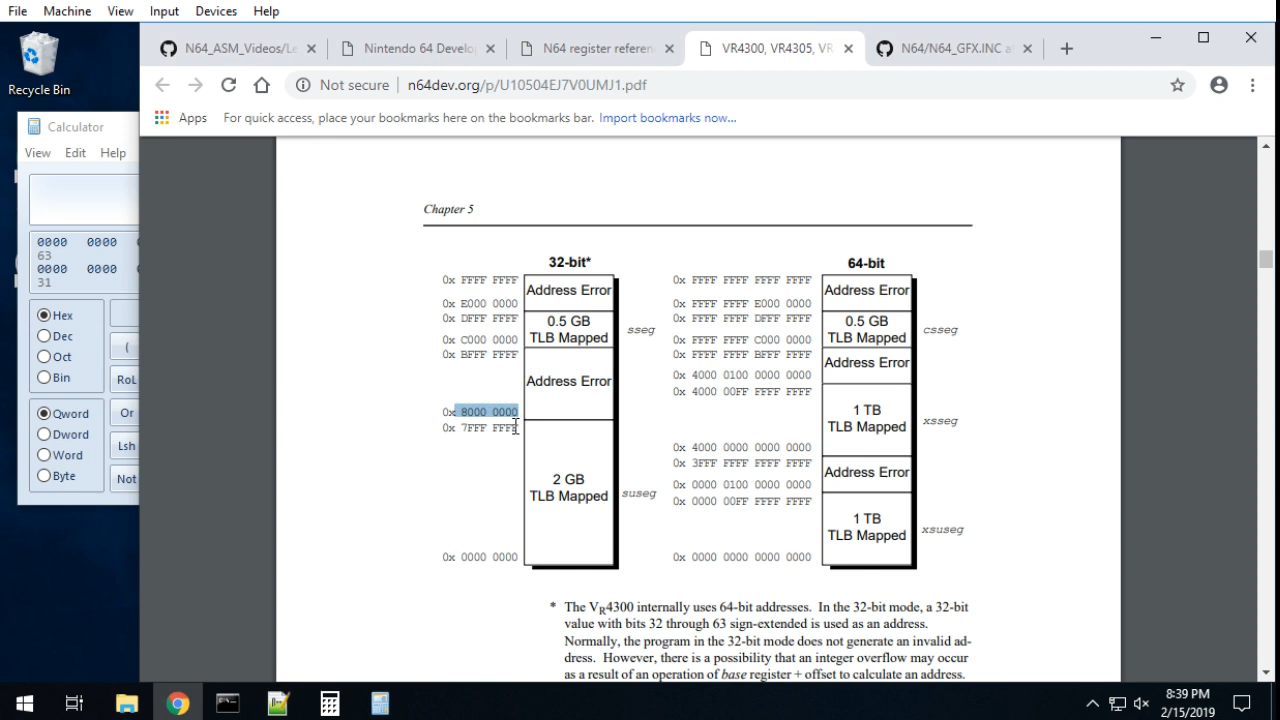 File Machine View Input Devices Help
N64_ASM_Videos/Le
Nintendo 64 Develo
N64 register referen
VR4300, VR4305, VR
N64/N64_GFX.INC a
Recycle Bin
Not secure n64dev.org/p/U10504EJ7V0UMJ1.pdf
Apps For quick access, place your bookmarks here on the bookmarks bar. Import bookmarks now...
Calculator
View Edit Help
0000 0000
63
0000 0000
31
Hex
Dec
Oct
Bin
(
RoL
Qword
Dword
Word
Byte
Or
Lsh
Not
Chapter 5
32-bit*
0x FFFF FFFF
Address Error
0x E000 0000
0x DFFF FFFF
0.5 GB
TLB Mapped
sseg
0x C000 0000
0x BFFF FFFF
Address Error
0x 8000 0000
0x 7FFF FFFF
2 GB
TLB Mapped
suseg
0x 0000 0000
64-bit
0x FFFF FFFF FFFF FFFF
Address Error
0x FFFF FFFF E000 0000
0x FFFF FFFF DFFF FFFF
0.5 GB
TLB Mapped
csseg
0x FFFF FFFF C000 0000
0x FFFF FFFF BFFF FFFF
Address Error
0x 4000 0100 0000 0000
0x 4000 00FF FFFF FFFF
1 TB
TLB Mapped
xsseg
0x 4000 0000 0000 0000
0x 3FFF FFFF FFFF FFFF
Address Error
0x 0000 0100 0000 0000
0x 0000 00FF FFFF FFFF
1 TB
TLB Mapped
xsuseg
0x 0000 0000 0000 0000
* The VR4300 internally uses 64-bit addresses. In the 32-bit mode, a 32-bit
value with bits 32 through 63 sign-extended is used as an address.
Normally, the program in the 32-bit mode does not generate an invalid ad-
dress. However, there is a possibility that an integer overflow may occur
as a result of an operation of base register + offset to calculate an address.
8:39 PM
2/15/2019